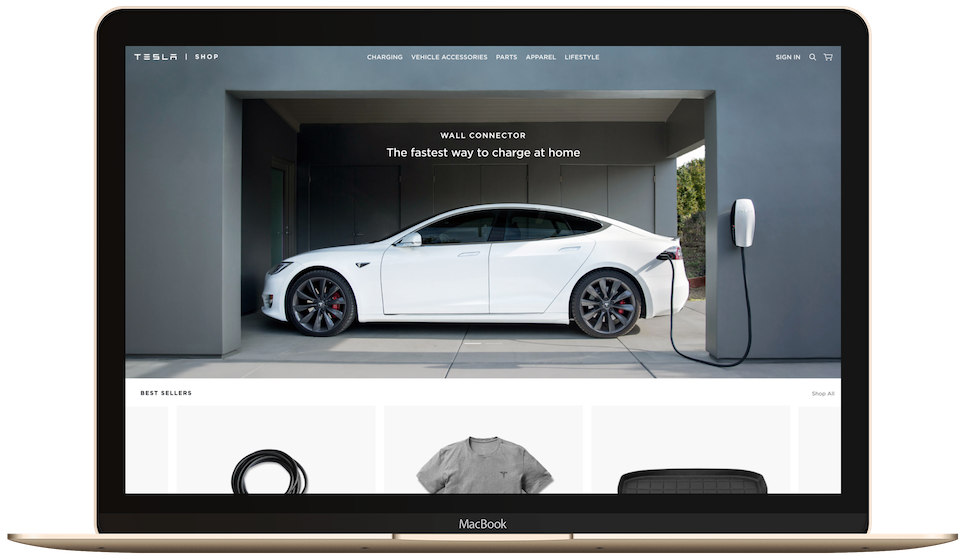 TESLA | SHOP
CHARGING VEHICLE ACCESSORIES PARTS APPAREL LIFESTYLE
SIGN IN
WALL CONNECTOR
The fastest way to charge at home
BEST SELLERS
Shop All
MacBook